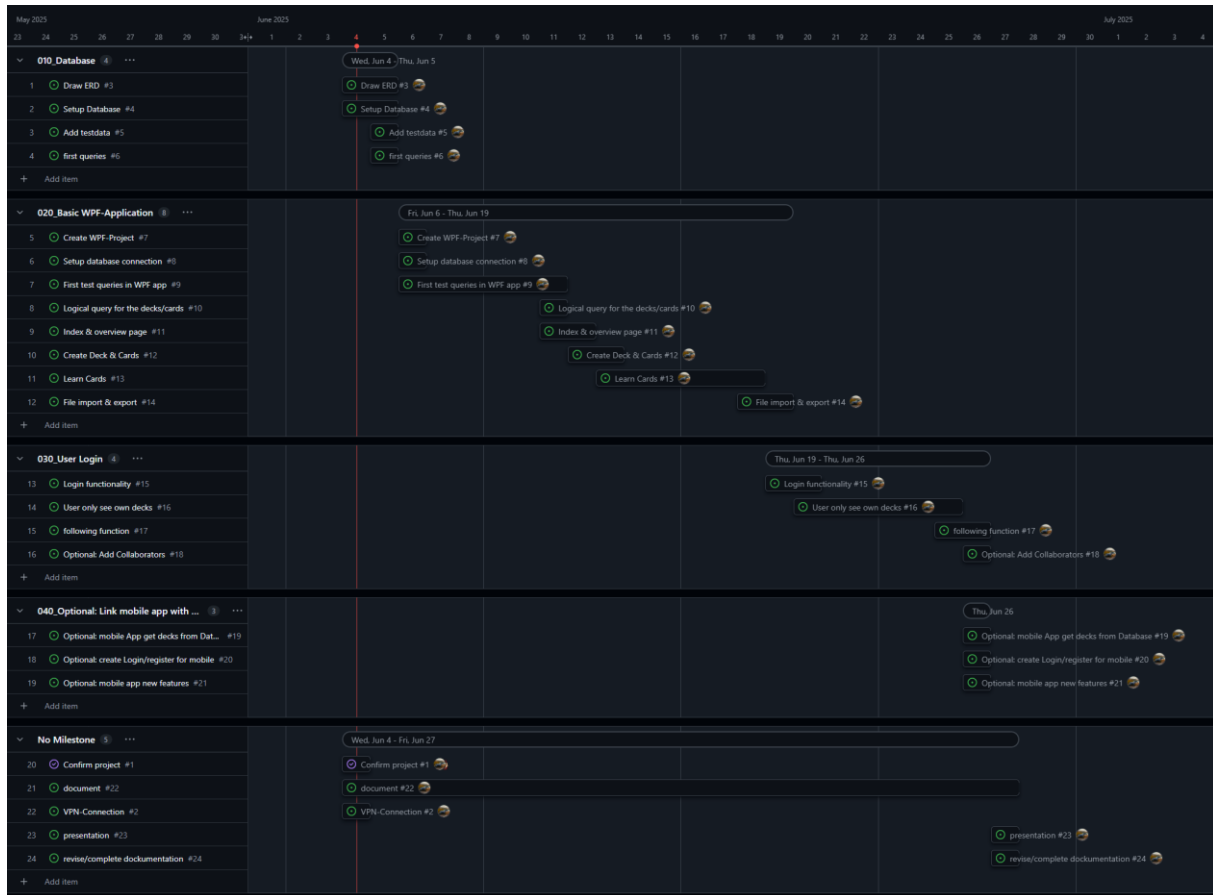 May 2025 June 2025 July 2025
23 24 25 26 27 28 29 30 1 2 3 4 5 6 7 8 9 10 11 12 13 14 15 16 17 18 19 20 21 22 23 24 25 26 27 28 29 30 1 2 3 4
010_Database 4 ··· Wed, Jun 4 - Thu, Jun 5
1 Draw ERD #3 Draw ERD #3
2 Setup Database #4 Setup Database #4
3 Add testdata #5 Add testdata #5
4 first queries #6 first queries #6
+ Add item
020_Basic WPF-Application 8 ··· Fri, Jun 6 - Thu, Jun 19
5 Create WPF-Project #7 Create WPF-Project #7
6 Setup database connection #8 Setup database connection #8
7 First test queries in WPF app #9 First test queries in WPF app #9
8 Logical query for the decks/cards #10 Logical query for the decks/cards #10
9 Index & overview page #11 Index & overview page #11
10 Create Deck & Cards #12 Create Deck & Cards #12
11 Learn Cards #13 Learn Cards #13
12 File import & export #14 File import & export #14
+ Add item
030_User Login 4 ··· Thu, Jun 19 - Thu, Jun 26
13 Login functionality #15 Login functionality #15
14 User only see own decks #16 User only see own decks #16
15 following function #17 following function #17
16 Optional: Add Collaborators #18 Optional: Add Collaborators #18
+ Add item
040_Optional: Link mobile app with ... 3 ··· Thu, Jun 26
17 Optional: mobile App get decks from Dat... #19 Optional: mobile App get decks from Database #19
18 Optional: create Login/register for mobile #20 Optional: create Login/register for mobile #20
19 Optional: mobile app new features #21 Optional: mobile app new features #21
+ Add item
No Milestone 5 ··· Wed, Jun 4 - Fri, Jun 27
20 Confirm project #1 Confirm project #1
21 document #22 document #22
22 VPN-Connection #2 VPN-Connection #2
23 presentation #23 presentation #23
24 revise/complete dockumentation #24 revise/complete dockumentation #24
+ Add item